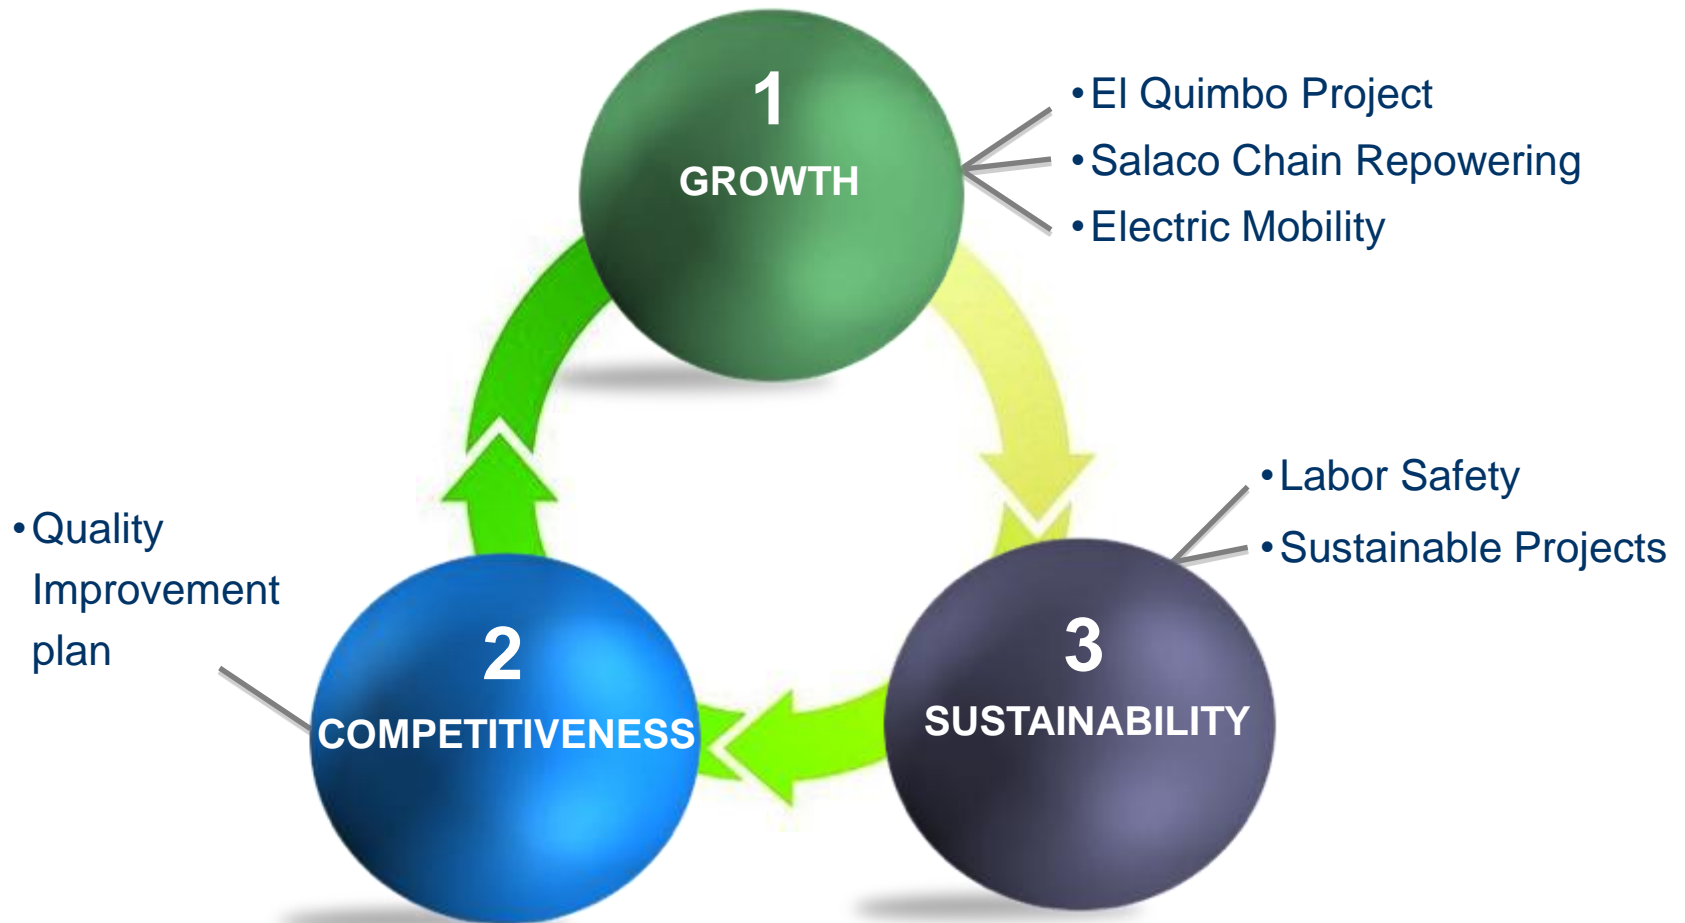 1
GROWTH
•El Quimbo Project
•Salaco Chain Repowering
•Electric Mobility
•Quality
Improvement
plan
2
COMPETITIVENESS
3
SUSTAINABILITY
•Labor Safety
•Sustainable Projects